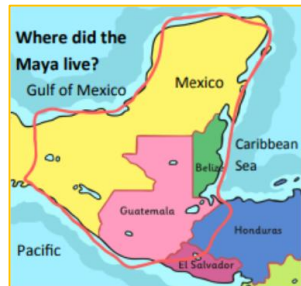 Where did the
Maya live?
Gulf of Mexico
Mexico
Caribbean
Sea
Belize
Guatemala
Honduras
Pacific
El Salvador